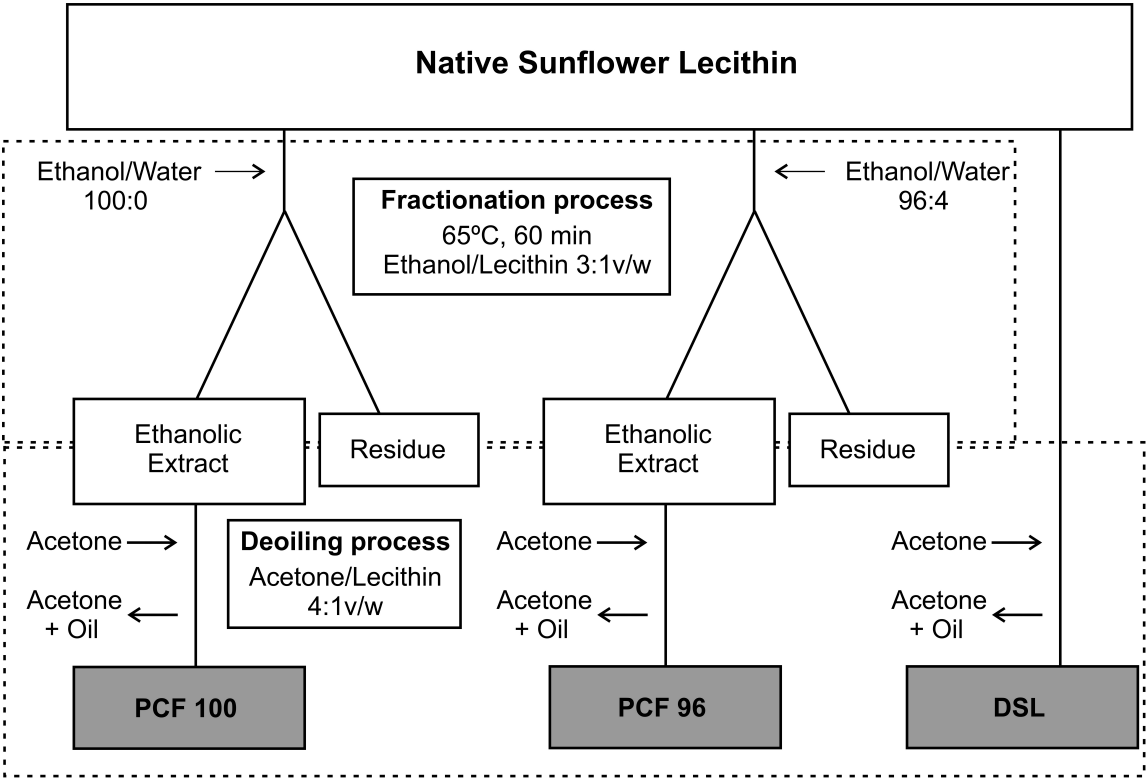 Native Sunflower Lecithin
Ethanol/Water
100:0
Fractionation process
65ºC, 60 min
Ethanol/Lecithin 3:1v/w
Ethanol/Water
96:4
Ethanolic
Extract
Residue
Ethanolic
Extract
Residue
Acetone
Deoiling process
Acetone/Lecithin
4:1v/w
Acetone
+ Oil
Acetone
Acetone
+ Oil
Acetone
Acetone
+ Oil
PCF 100
PCF 96
DSL